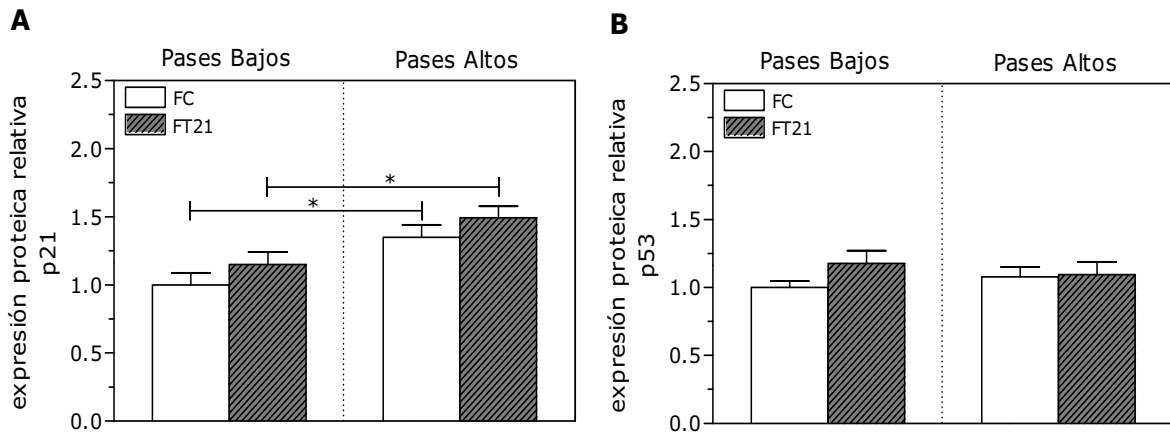 A
Pases Bajos
Pases Altos
expresión proteica relativa
p21
2.5
2.0
1.5
1.0
0.5
0.0
FC
FT21
*
*
B
Pases Bajos
Pases Altos
expresión proteica relativa
p53
2.5
2.0
1.5
1.0
0.5
0.0
FC
FT21